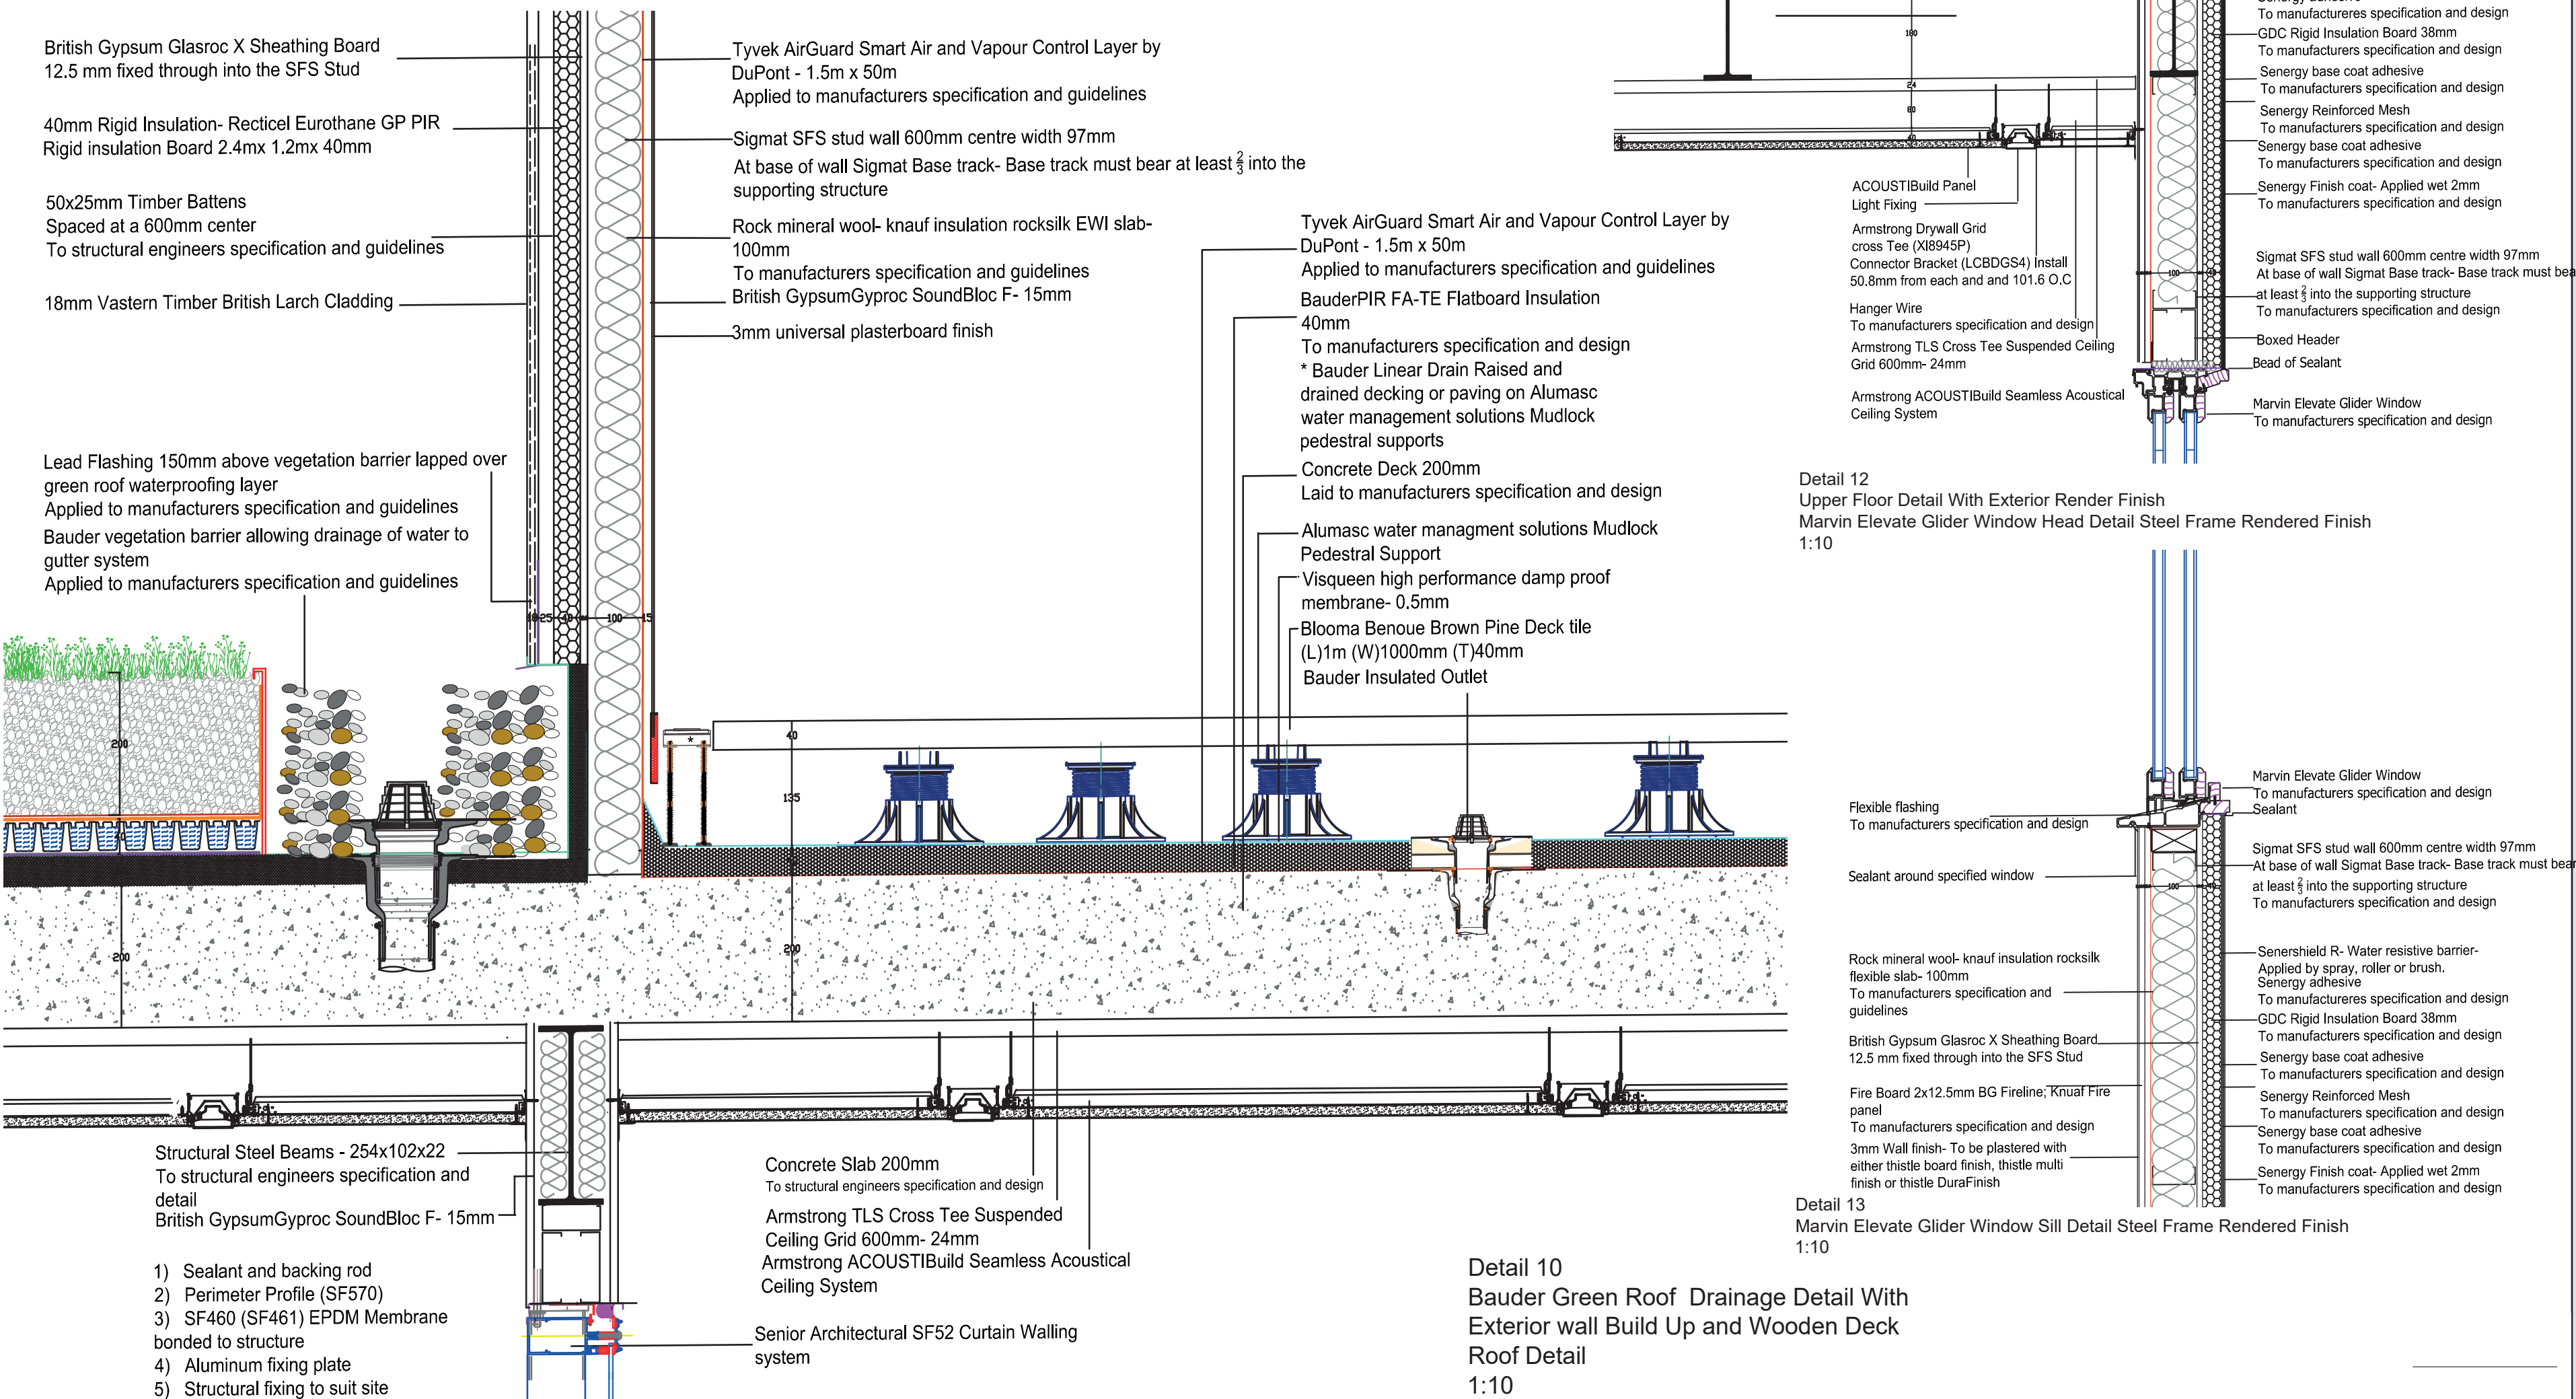 British Gypsum Glasroc X Sheathing Board
12.5 mm fixed through into the SFS Stud
40mm Rigid Insulation- Recticel Eurothane GP PIR
Rigid insulation Board 2.4mx 1.2mx 40mm
50x25mm Timber Battens
Spaced at a 600mm center
To structural engineers specification and guidelines
18mm Vastern Timber British Larch Cladding
Lead Flashing 150mm above vegetation barrier lapped over
green roof waterproofing layer
Applied to manufacturers specification and guidelines
Bauder vegetation barrier allowing drainage of water to
gutter system
Applied to manufacturers specification and guidelines
Tyvek AirGuard Smart Air and Vapour Control Layer by
DuPont - 1.5m x 50m
Applied to manufacturers specification and guidelines
Sigmat SFS stud wall 600mm centre width 97mm
At base of wall Sigmat Base track- Base track must bear at least 2/3 into the
supporting structure
Rock mineral wool- knauf insulation rocksilk EWI slab-
100mm
To manufacturers specification and guidelines
British GypsumGyproc SoundBloc F- 15mm
3mm universal plasterboard finish
Tyvek AirGuard Smart Air and Vapour Control Layer by
DuPont - 1.5m x 50m
Applied to manufacturers specification and guidelines
BauderPIR FA-TE Flatboard Insulation
40mm
To manufacturers specification and design
* Bauder Linear Drain Raised and
drained decking or paving on Alumasc
water management solutions Mudlock
pedestral supports
Concrete Deck 200mm
Laid to manufacturers specification and design
Alumasc water managment solutions Mudlock
Pedestral Support
Visqueen high performance damp proof
membrane- 0.5mm
Blooma Benoue Brown Pine Deck tile
(L)1m (W)1000mm (T)40mm
Bauder Insulated Outlet
25 40 100 15
200
40
200
*
40
135
200
Structural Steel Beams - 254x102x22
To structural engineers specification and
detail
British GypsumGyproc SoundBloc F- 15mm
1) Sealant and backing rod
2) Perimeter Profile (SF570)
3) SF460 (SF461) EPDM Membrane
bonded to structure
4) Aluminum fixing plate
5) Structural fixing to suit site
Concrete Slab 200mm
To structural engineers specification and design
Armstrong TLS Cross Tee Suspended
Ceiling Grid 600mm- 24mm
Armstrong ACOUSTIBuild Seamless Acoustical
Ceiling System
Senior Architectural SF52 Curtain Walling
system
Detail 10
Bauder Green Roof Drainage Detail With
Exterior wall Build Up and Wooden Deck
Roof Detail
1:10
180
24
80
40
ACOUSTIBuild Panel
Light Fixing
Armstrong Drywall Grid
cross Tee (Xl8945P)
Connector Bracket (LCBDGS4) Install
50.8mm from each and and 101.6 O.C
Hanger Wire
To manufacturers specification and design
Armstrong TLS Cross Tee Suspended Ceiling
Grid 600mm- 24mm
Armstrong ACOUSTIBuild Seamless Acoustical
Ceiling System
Senergy adhesive
To manufactureres specification and design
GDC Rigid Insulation Board 38mm
To manufacturers specification and design
Senergy base coat adhesive
To manufacturers specification and design
Senergy Reinforced Mesh
To manufacturers specification and design
Senergy base coat adhesive
To manufacturers specification and design
Senergy Finish coat- Applied wet 2mm
To manufacturers specification and design
Sigmat SFS stud wall 600mm centre width 97mm
At base of wall Sigmat Base track- Base track must bea
at least 2/3 into the supporting structure
To manufacturers specification and design
Boxed Header
Bead of Sealant
Marvin Elevate Glider Window
To manufacturers specification and design
100
Detail 12
Upper Floor Detail With Exterior Render Finish
Marvin Elevate Glider Window Head Detail Steel Frame Rendered Finish
1:10
Flexible flashing
To manufacturers specification and design
Sealant around specified window
Rock mineral wool- knauf insulation rocksilk
flexible slab- 100mm
To manufacturers specification and
guidelines
British Gypsum Glasroc X Sheathing Board
12.5 mm fixed through into the SFS Stud
Fire Board 2x12.5mm BG Fireline; Knuaf Fire
panel
To manufacturers specification and design
3mm Wall finish- To be plastered with
either thistle board finish, thistle multi
finish or thistle DuraFinish
Marvin Elevate Glider Window
To manufacturers specification and design
Sealant
Sigmat SFS stud wall 600mm centre width 97mm
At base of wall Sigmat Base track- Base track must bear
at least 2/3 into the supporting structure
To manufacturers specification and design
100
Senershield R- Water resistive barrier-
Applied by spray, roller or brush.
Senergy adhesive
To manufactureres specification and design
GDC Rigid Insulation Board 38mm
To manufacturers specification and design
Senergy base coat adhesive
To manufacturers specification and design
Senergy Reinforced Mesh
To manufacturers specification and design
Senergy base coat adhesive
To manufacturers specification and design
Senergy Finish coat- Applied wet 2mm
To manufacturers specification and design
Detail 13
Marvin Elevate Glider Window Sill Detail Steel Frame Rendered Finish
1:10